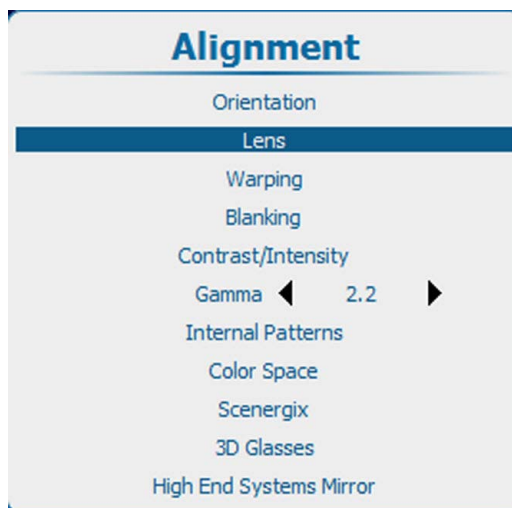 Alignment
Orientation
Lens
Warping
Blanking
Contrast/Intensity
Gamma 2.2
Internal Patterns
Color Space
Scenergix
3D Glasses
High End Systems Mirror